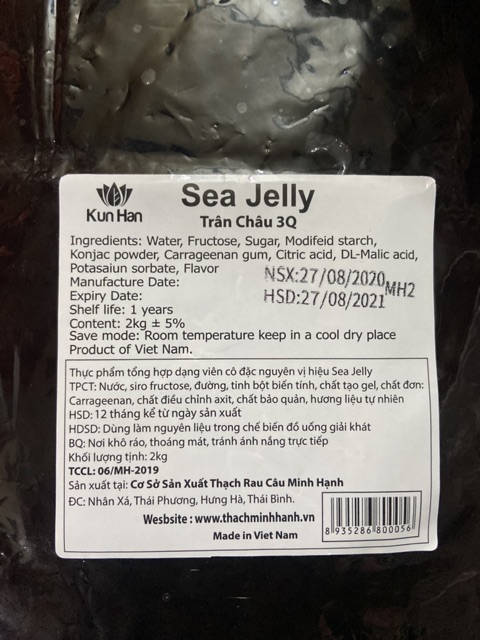 Kun Han
Sea Jelly
Trân Châu 3Q
Ingredients: Water, Fructose, Sugar, Modifeid starch,
Konjac powder, Carrageenan gum, Citric acid, DL-Malic acid,
Potasaiun sorbate, Flavor
Manufacture Date:
NSX:27/08/2020
MH2
Expiry Date:
HSD:27/08/2021
Shelf life: 1 years
Content: 2kg ± 5%
Save mode: Room temperature keep in a cool dry place
Product of Viet Nam.
Thực phẩm tổng hợp dạng viên cô đặc nguyên vị hiệu Sea Jelly
TPCT: Nước, siro fructose, đường, tinh bột biến tính, chất tạo gel, chất đơn:
Carrageenan, chất điều chỉnh axit, chất bảo quản, hương liệu tự nhiên
HSD: 12 tháng kể từ ngày sản xuất
HDSD: Dùng làm nguyên liệu trong chế biến đồ uống giải khát
BQ: Nơi khô ráo, thoáng mát, tránh ánh nắng trực tiếp
Khối lượng tịnh: 2kg
TCCL: 06/MH-2019
Sản xuất tại: Cơ Sở Sản Xuất Thạch Rau Câu Minh Hạnh
ĐC: Nhân Xá, Thái Phương, Hưng Hà, Thái Bình.
Wesbsite : www.thachminhhanh.vn
Made in Viet Nam
8 935286 800056